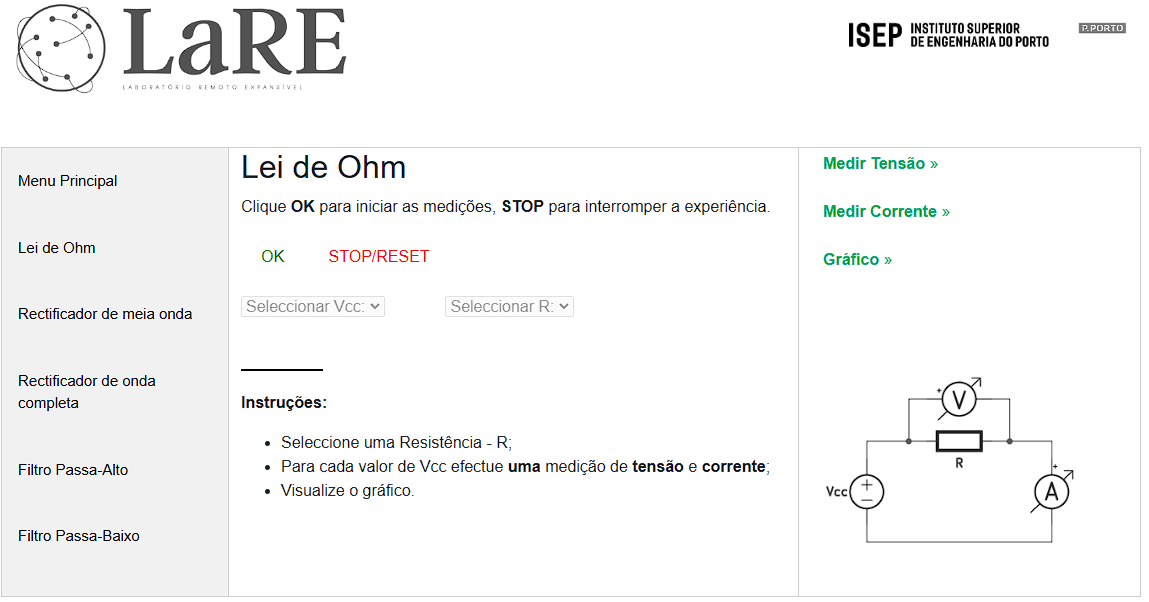 LaRE
LABORATÓRIO REMOTO EXPANSÍVEL
ISEP INSTITUTO SUPERIOR
DE ENGENHARIA DO PORTO
P.PORTO
Menu Principal
Lei de Ohm
Rectificador de meia onda
Rectificador de onda
completa
Filtro Passa-Alto
Filtro Passa-Baixo
Lei de Ohm
Clique OK para iniciar as medições, STOP para interromper a experiência.
OK STOP/RESET
Seleccionar Vcc: Seleccionar R:
Instruções:
• Seleccione uma Resistência - R;
• Para cada valor de Vcc efectue uma medição de tensão e corrente;
• Visualize o gráfico.
Medir Tensão »
Medir Corrente »
Gráfico »
+
V
R
Vcc
+
−
+
A